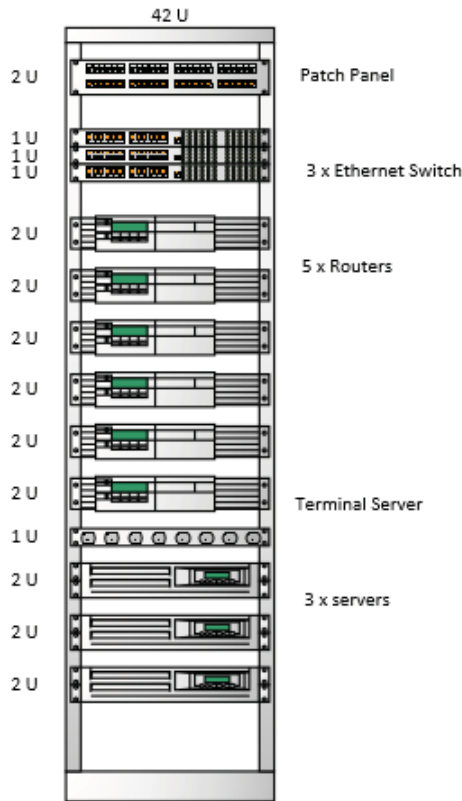 42 U
2 U Patch Panel
1 U
1 U
1 U 3 x Ethernet Switch
2 U
5 x Routers
2 U
2 U
2 U
2 U
2 U Terminal Server
1 U
2 U
3 x servers
2 U
2 U